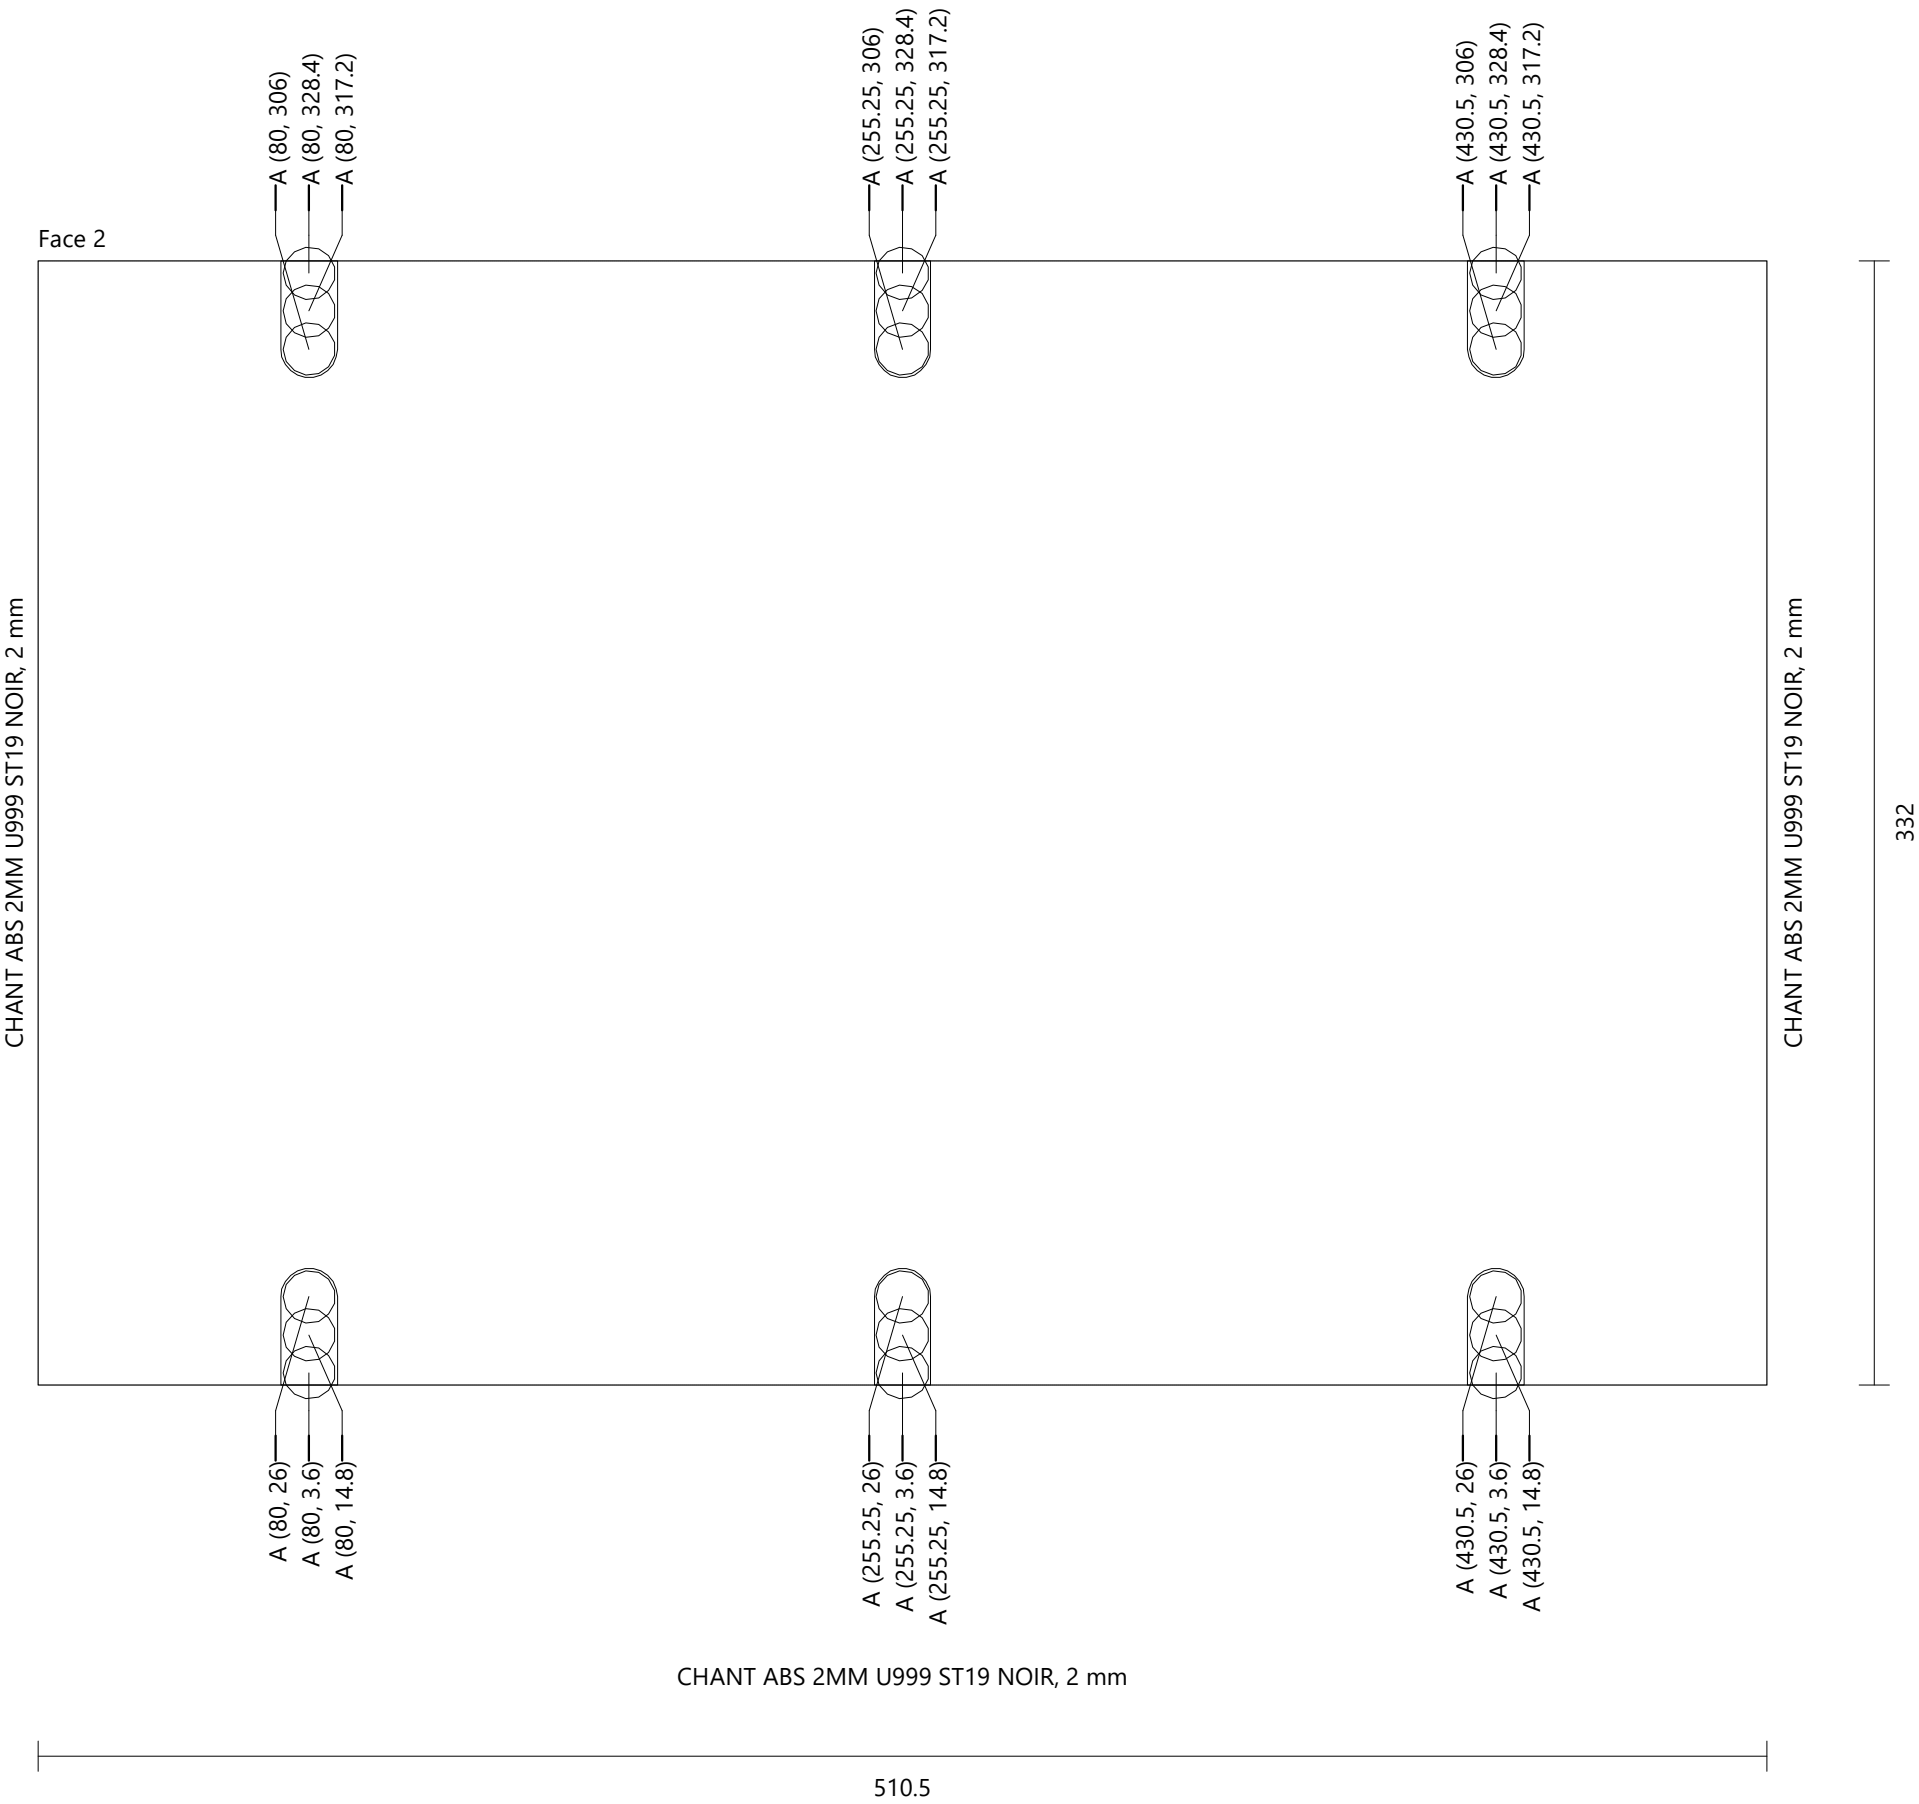 A (80, 306)
A (80, 328.4)
A (80, 317.2)
A (255.25, 306)
A (255.25, 328.4)
A (255.25, 317.2)
A (430.5, 306)
A (430.5, 328.4)
A (430.5, 317.2)
Face 2
CHANT ABS 2MM U999 ST19 NOIR, 2 mm
CHANT ABS 2MM U999 ST19 NOIR, 2 mm
332
A (80, 26)
A (80, 3.6)
A (80, 14.8)
A (255.25, 26)
A (255.25, 3.6)
A (255.25, 14.8)
A (430.5, 26)
A (430.5, 3.6)
A (430.5, 14.8)
CHANT ABS 2MM U999 ST19 NOIR, 2 mm
510.5